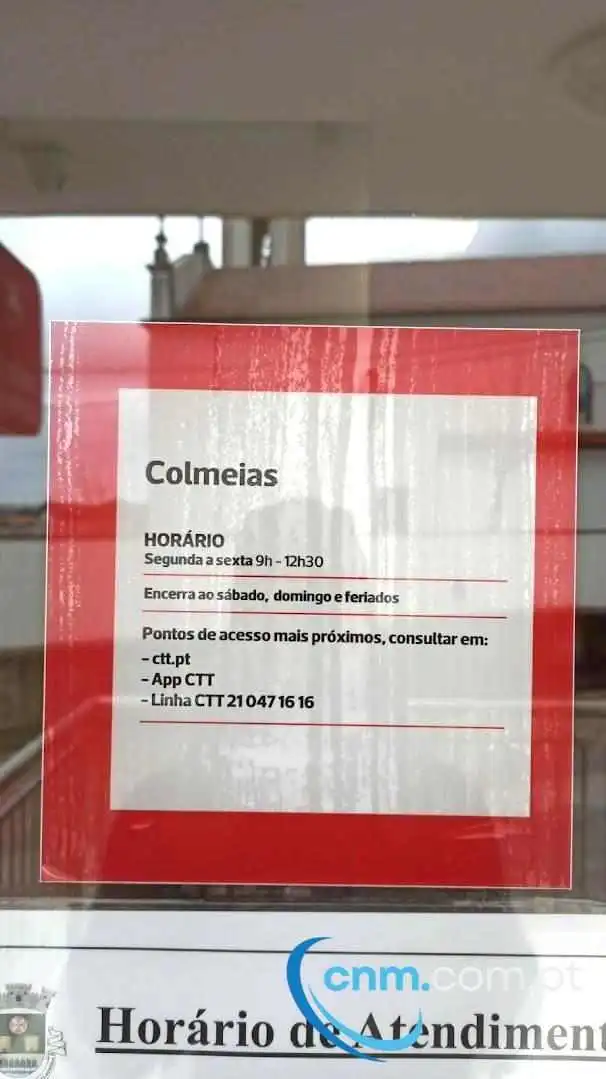 Colmeias
HORÁRIO
Segunda a sexta 9h - 12h30
Encerra ao sábado, domingo e feriados
Pontos de acesso mais próximos, consultar em:
- ctt.pt
- App CTT
- Linha CTT 21 047 16 16
cnm.com.pt
Horário de Atendiment